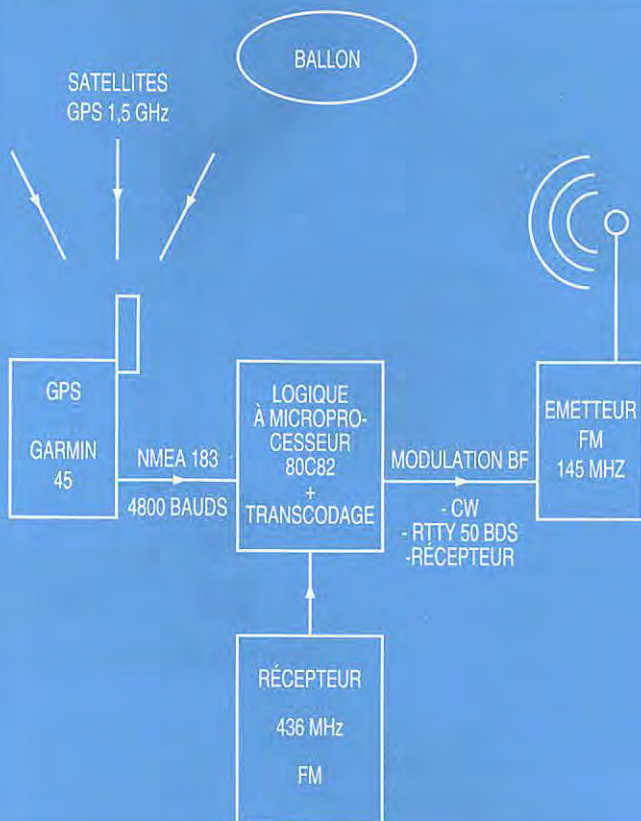 BALLON
SATELLITES
GPS 1,5 GHz
GPS
GARMIN
45
NMEA 183
4800 BAUDS
LOGIQUE
À MICROPRO-
CESSEUR
80C82
+
TRANSCODAGE
MODULATION BF
- CW
- RTTY 50 BDS
-RÉCEPTEUR
EMETTEUR
FM
145 MHZ
RÉCEPTEUR
436 MHz
FM